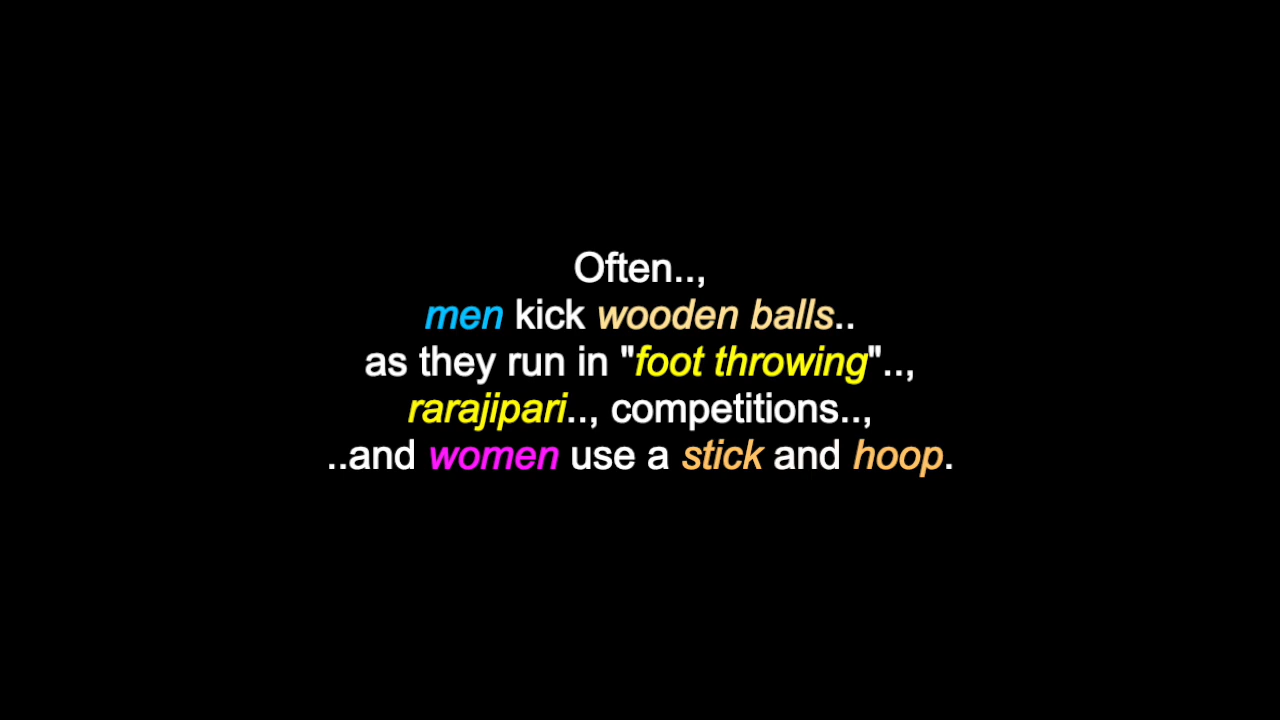 Often..,
men kick wooden balls..
as they run in "foot throwing"..,
rarajipari.., competitions..,
..and women use a stick and hoop.